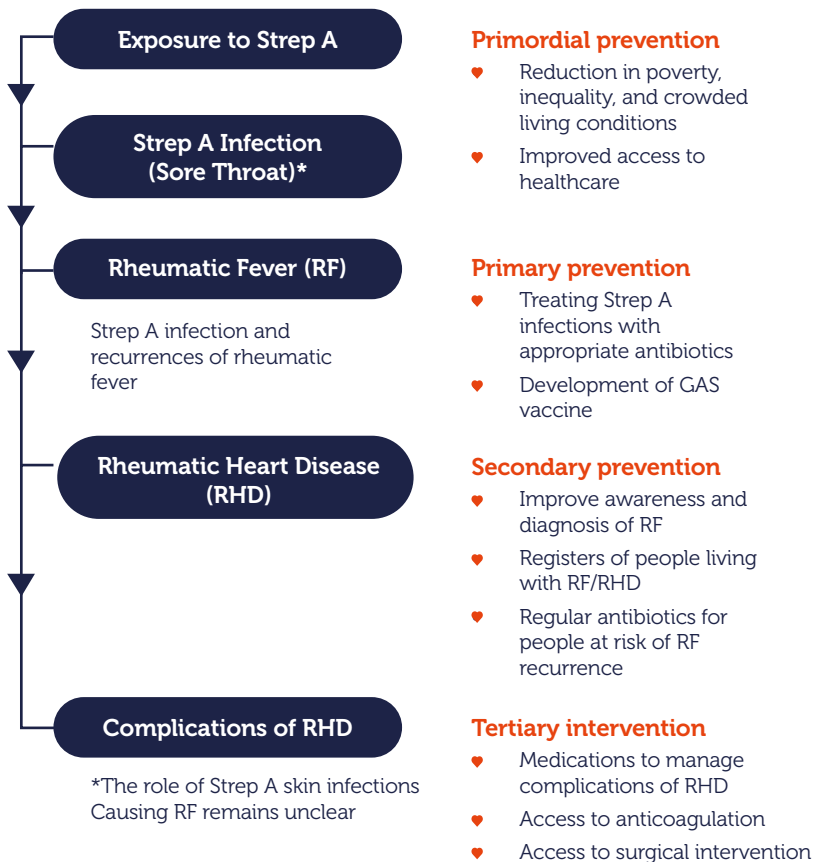 Exposure to Strep A
Strep A Infection
(Sore Throat)*
Rheumatic Fever (RF)
Strep A infection and
recurrences of rheumatic
fever
Rheumatic Heart Disease
(RHD)
Complications of RHD
*The role of Strep A skin infections
Causing RF remains unclear
Primordial prevention
Reduction in poverty,
inequality, and crowded
living conditions
Improved access to
healthcare
Primary prevention
Treating Strep A
infections with
appropriate antibiotics
Development of GAS
vaccine
Secondary prevention
Improve awareness and
diagnosis of RF
Registers of people living
with RF/RHD
Regular antibiotics for
people at risk of RF
recurrence
Tertiary intervention
Medications to manage
complications of RHD
Access to anticoagulation
Access to surgical intervention